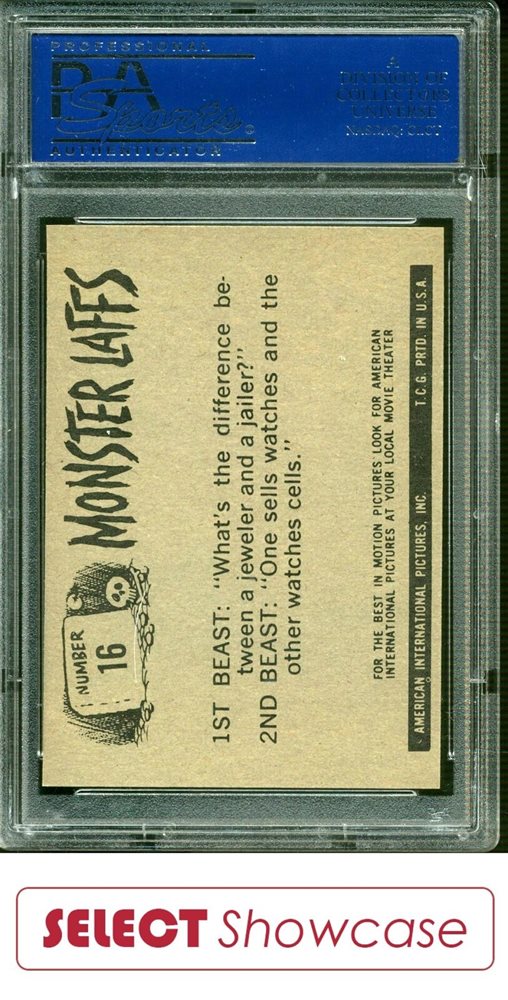 PROFESSIONAL
PSA
Sports
AUTHENTICATOR
A
DIVISION OF
COLLECTORS
UNIVERSE
NASDAQ: CLCT
NUMBER
16
MONSTER LAFFS
1ST BEAST: "What's the difference be-
tween a jeweler and a jailer?"
2ND BEAST: "One sells watches and the
other watches cells."
FOR THE BEST IN MOTION PICTURES LOOK FOR AMERICAN
INTERNATIONAL PICTURES AT YOUR LOCAL MOVIE THEATER
AMERICAN INTERNATIONAL PICTURES, INC. T.C.G. PRTD. IN U.S.A.
SELECT Showcase